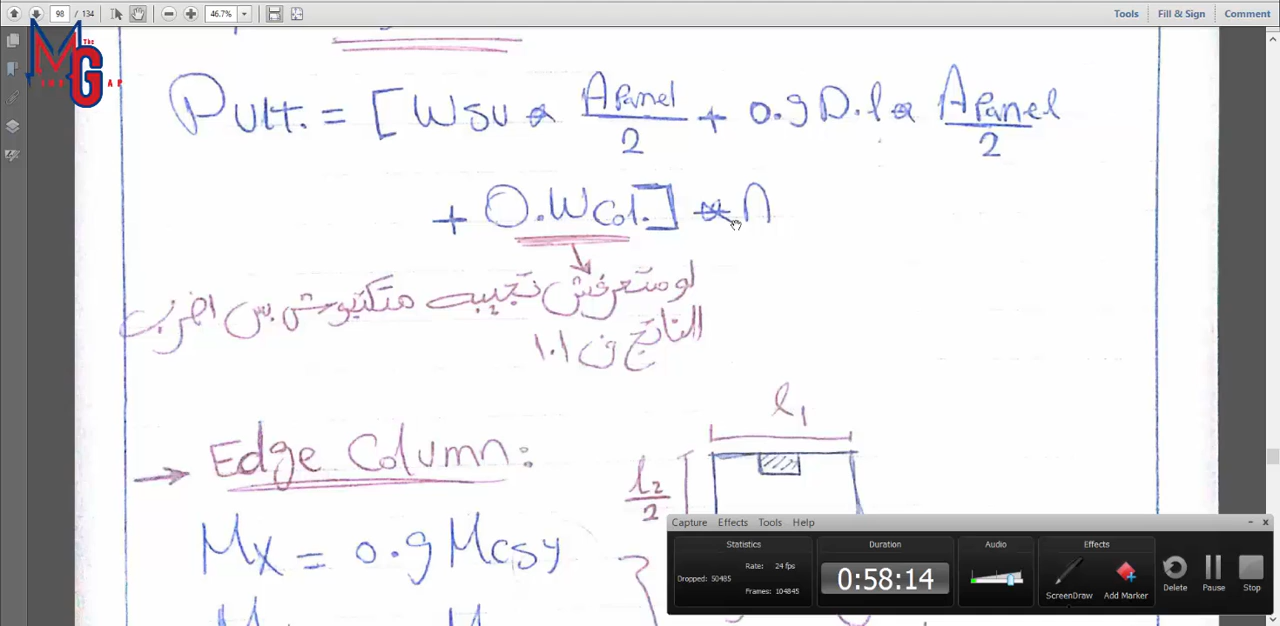 98 / 134
46.7%
Tools
Fill & Sign
Comment
The
MG
Pult. = [Wsu * APanel/2 + 0.9 D.l * APanel/2
+ O.Wcol.] * n
لو متعرفش تجيبه متكتبوش بس اضرب
الناتج ف ١.١
l1
→ Edge Column:
l2/2
Mx = 0.9 Mcsy
Capture Effects Tools Help
Statistics
Duration
Audio
Effects
Rate: 24 fps
Dropped: 50485
Frames: 104845
0:58:14
ScreenDraw
Add Marker
Delete
Pause
Stop